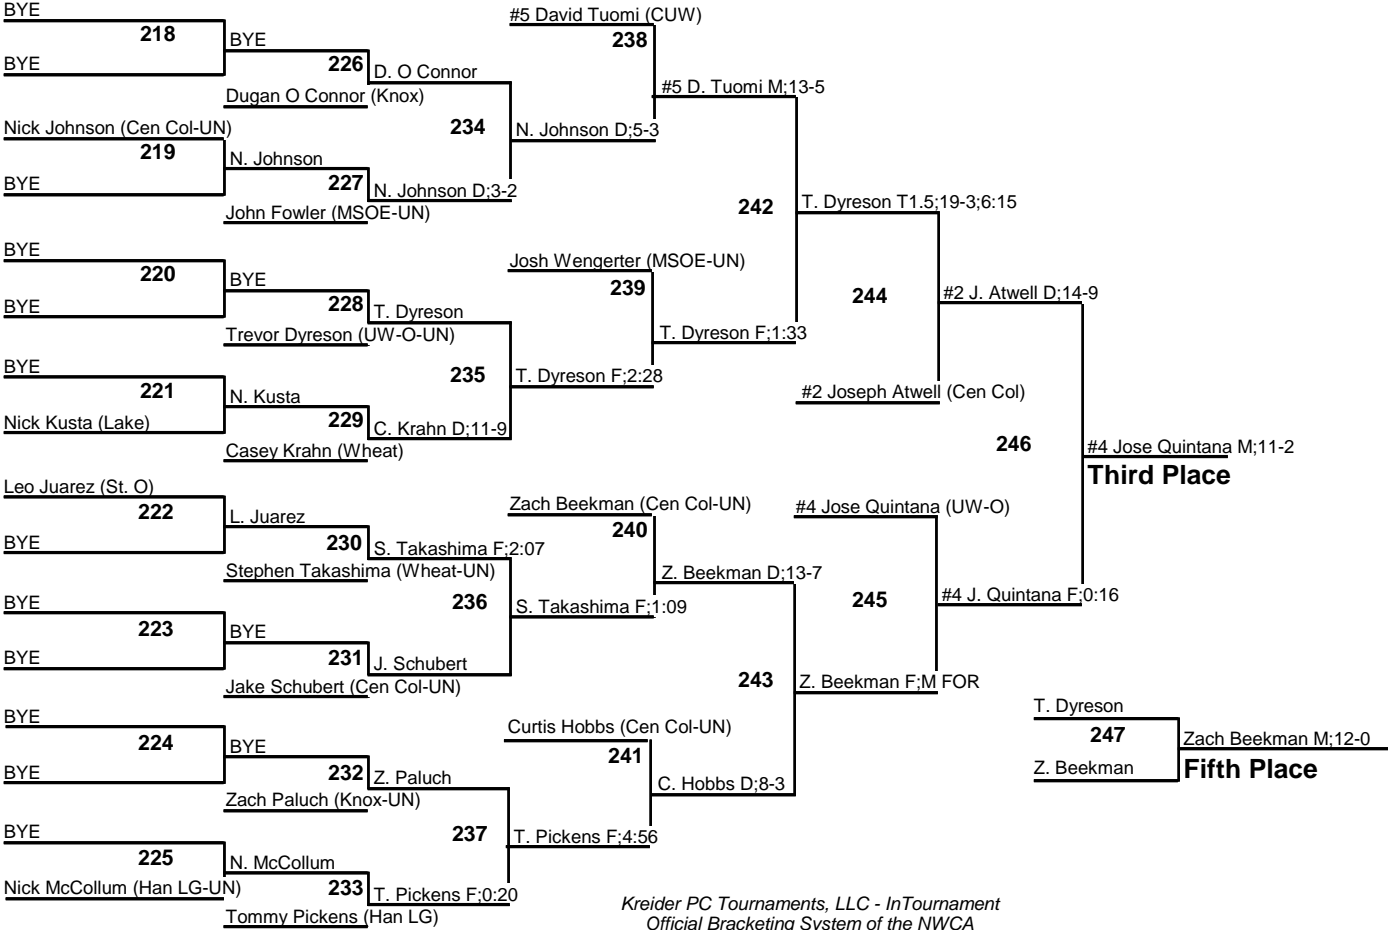 BYE
218
BYE
BYE
226
D. O Connor
Dugan O Connor (Knox)
Nick Johnson (Cen Col-UN)
219
BYE
N. Johnson
227
N. Johnson D;3-2
John Fowler (MSOE-UN)
234
N. Johnson D;5-3
#5 David Tuomi (CUW)
238
#5 D. Tuomi M;13-5
BYE
220
BYE
BYE
228
T. Dyreson
Trevor Dyreson (UW-O-UN)
BYE
221
Nick Kusta (Lake)
N. Kusta
229
C. Krahn D;11-9
Casey Krahn (Wheat)
235
T. Dyreson F;2:28
Josh Wengerter (MSOE-UN)
239
T. Dyreson F;1:33
242
T. Dyreson T1.5;19-3;6:15
244
#2 J. Atwell D;14-9
#2 Joseph Atwell (Cen Col)
246
#4 Jose Quintana M;11-2
Third Place
Leo Juarez (St. O)
222
BYE
L. Juarez
230
S. Takashima F;2:07
Stephen Takashima (Wheat-UN)
BYE
223
BYE
BYE
231
J. Schubert
Jake Schubert (Cen Col-UN)
236
S. Takashima F;1:09
Zach Beekman (Cen Col-UN)
240
Z. Beekman D;13-7
#4 Jose Quintana (UW-O)
245
#4 J. Quintana F;0:16
BYE
224
BYE
BYE
232
Z. Paluch
Zach Paluch (Knox-UN)
BYE
225
Nick McCollum (Han LG-UN)
N. McCollum
233
T. Pickens F;0:20
Tommy Pickens (Han LG)
237
T. Pickens F;4:56
Curtis Hobbs (Cen Col-UN)
241
C. Hobbs D;8-3
243
Z. Beekman F;M FOR
T. Dyreson
247
Z. Beekman
Zach Beekman M;12-0
Fifth Place
Kreider PC Tournaments, LLC - InTournament
Official Bracketing System of the NWCA